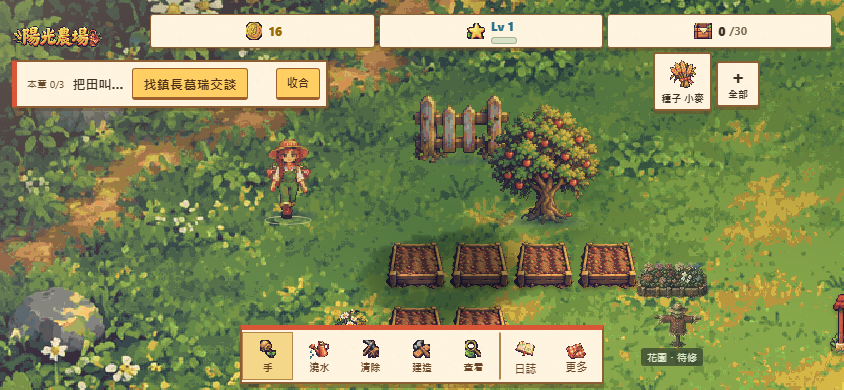 陽光農場
16
Lv 1
0 /30
本章 0/3 把田叫... 找鎮長葛瑞交談 收合
種子 小麥
+
全部
花園 · 待修
手 澆水 清除 建造 查看 日誌 更多